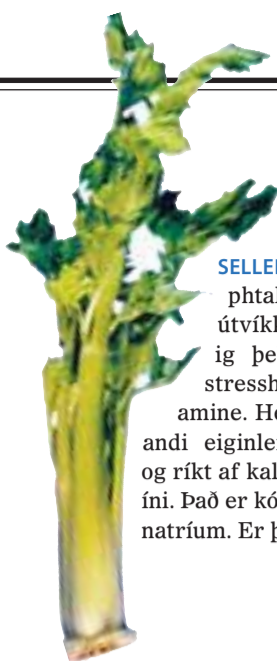 SELLE
phtal
útvíkl
ig þe
stressh
amine. He
andi eiginle
og ríkt af kal
íni. Það er kó
natríum. Er þ